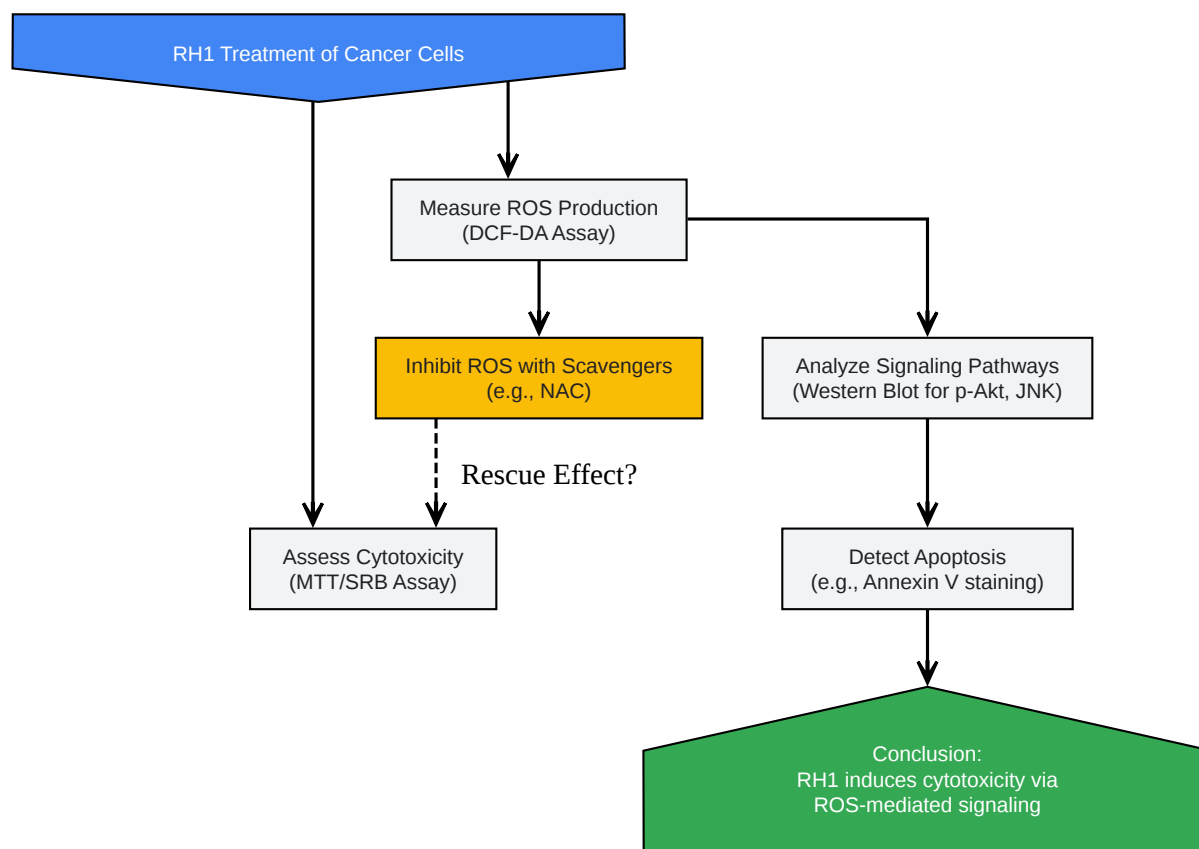 RH1 Treatment of Cancer Cells
Measure ROS Production
(DCF-DA Assay)
Inhibit ROS with Scavengers
(e.g., NAC)
Analyze Signaling Pathways
(Western Blot for p-Akt, JNK)
Rescue Effect?
Assess Cytotoxicity
(MTT/SRB Assay)
Detect Apoptosis
(e.g., Annexin V staining)
Conclusion:
RH1 induces cytotoxicity via
ROS-mediated signaling